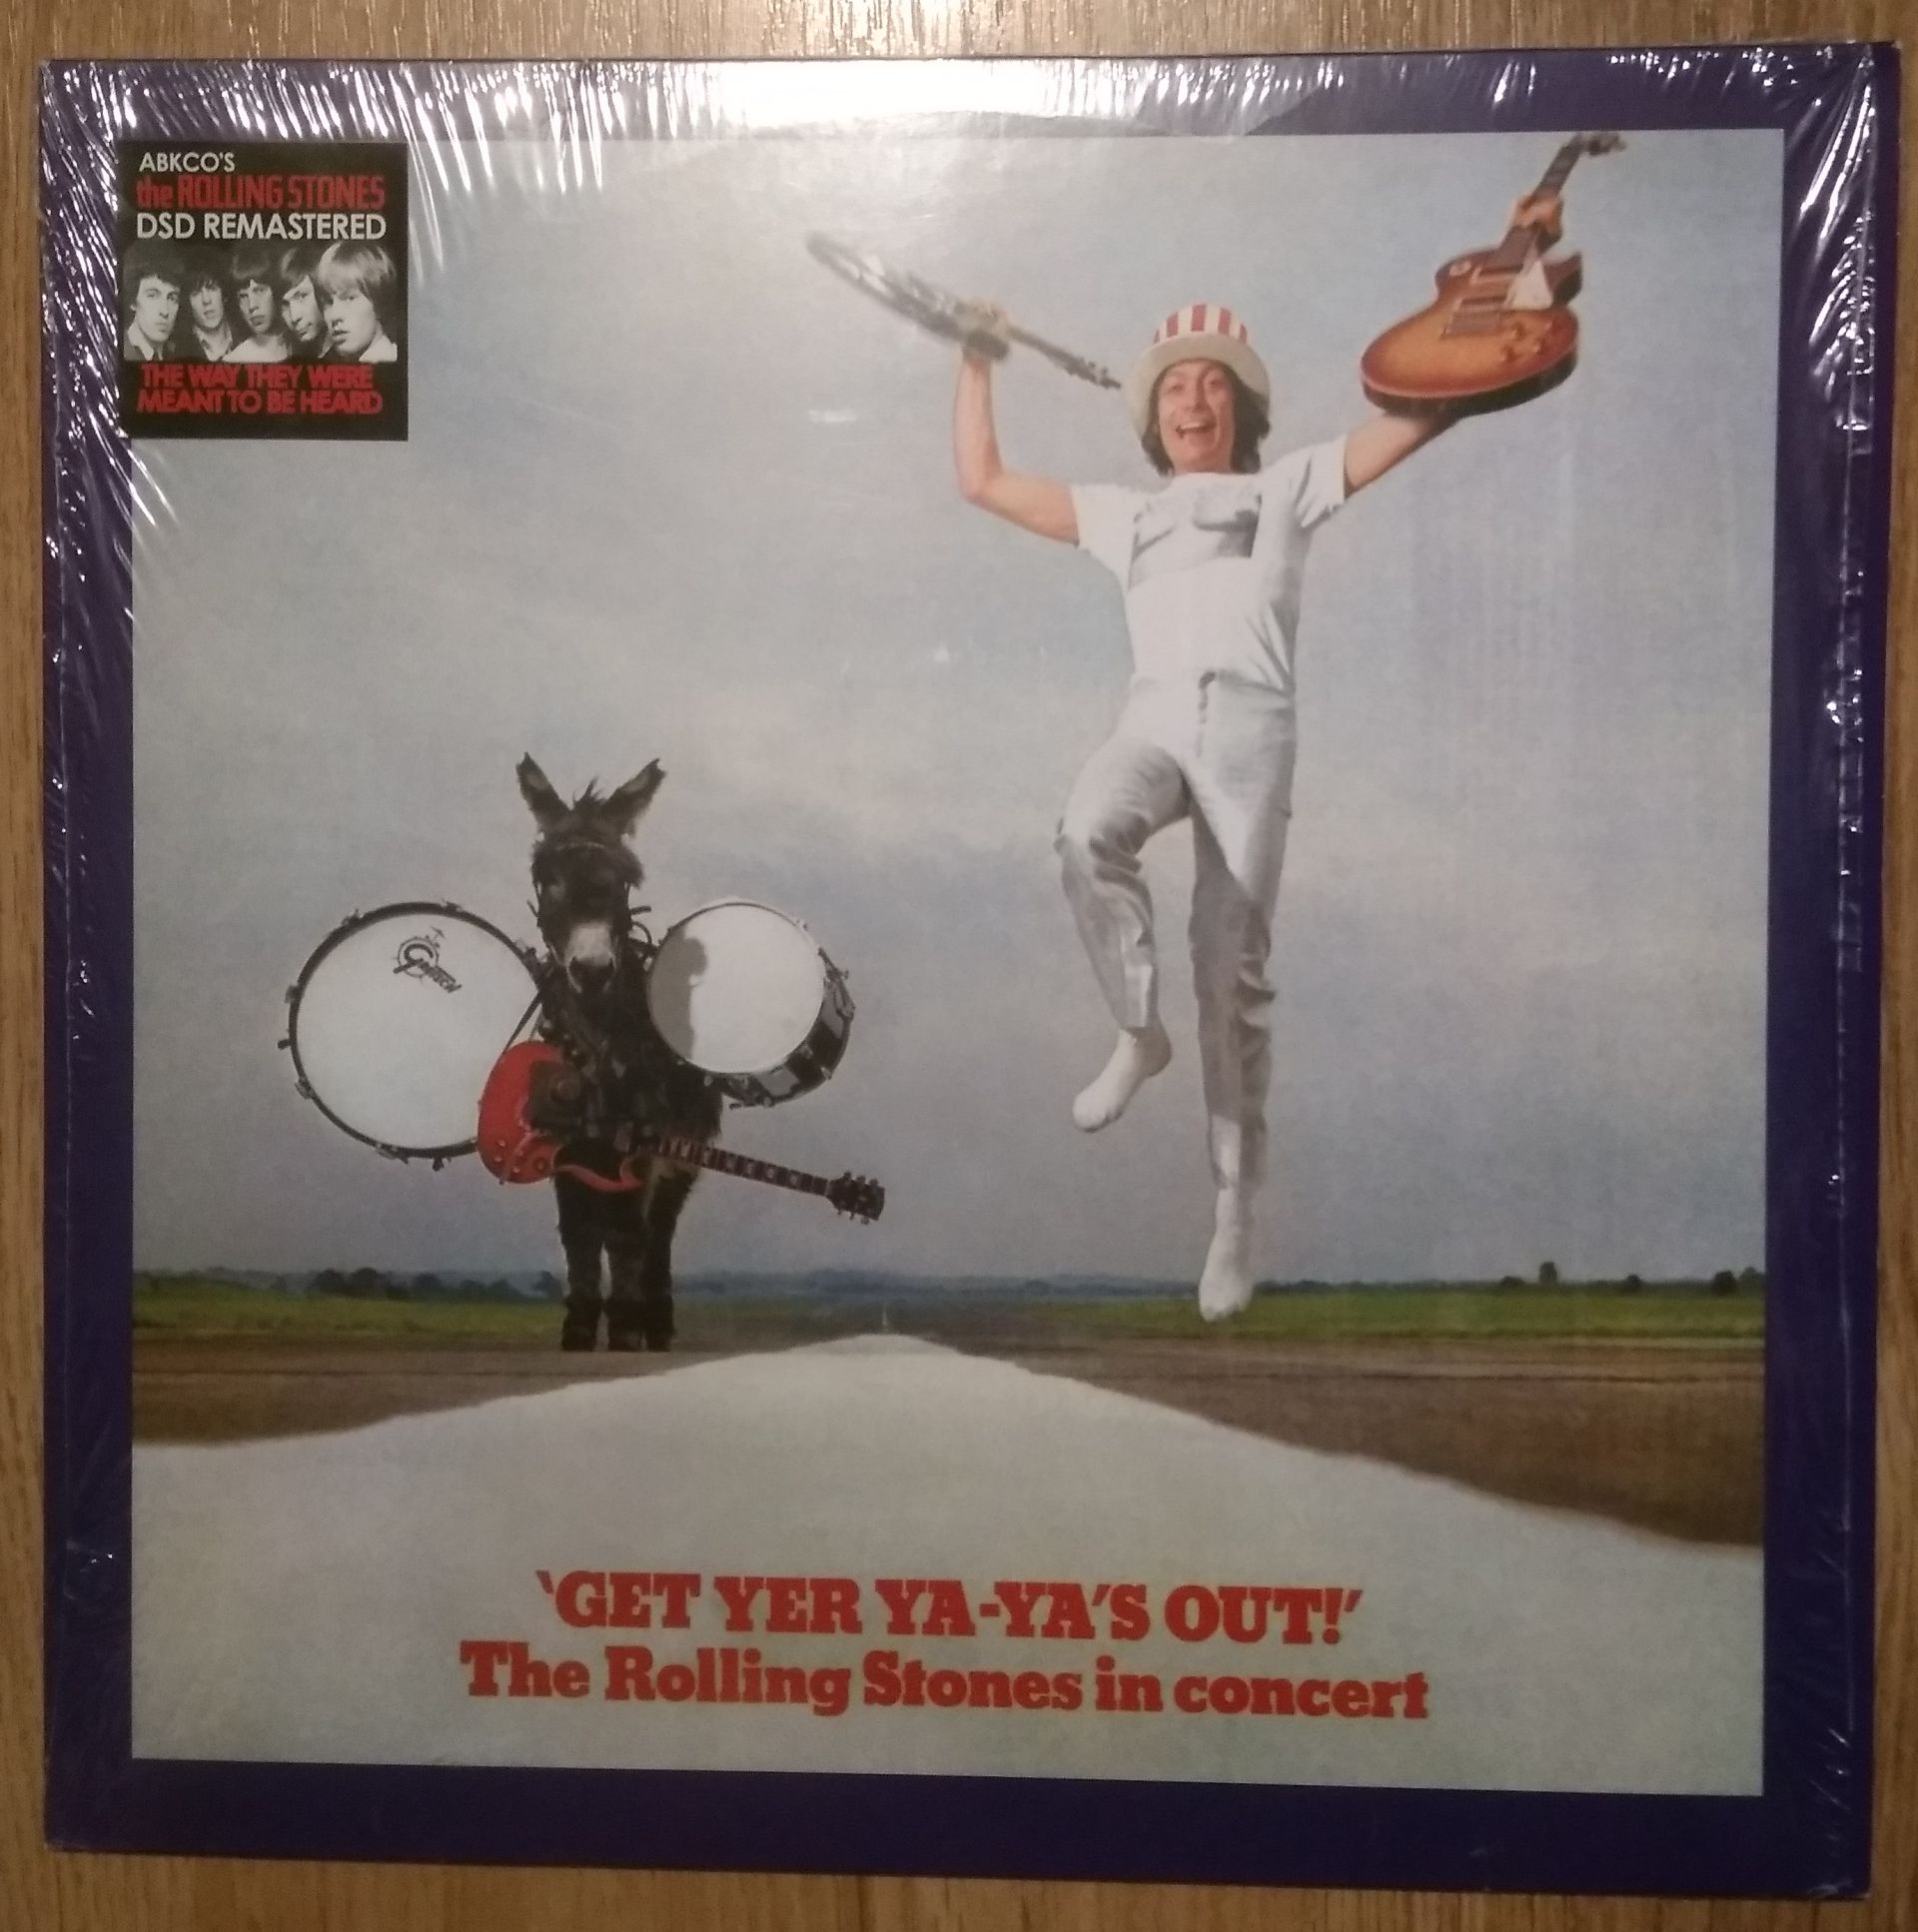 ABKCO'S
the ROLLING STONES
DSD REMASTERED
THE WAY THEY WERE
MEANT TO BE HEARD
GRETSCH
'GET YER YA-YA'S OUT!'
The Rolling Stones in concert